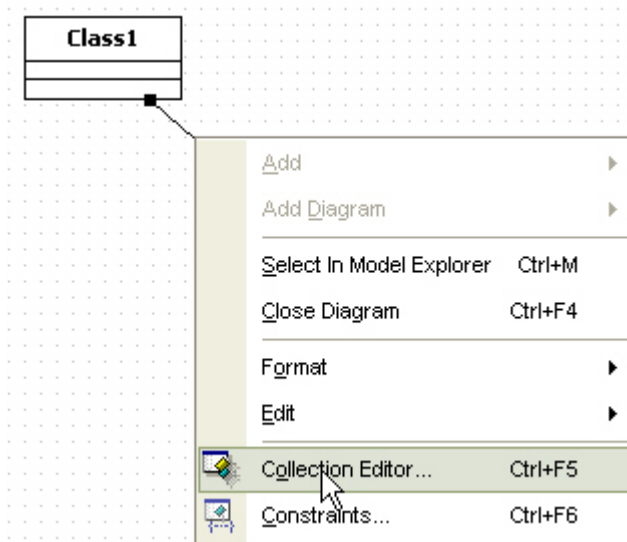 Class1
Add
Add Diagram
Select In Model Explorer Ctrl+M
Close Diagram Ctrl+F4
Format
Edit
Collection Editor... Ctrl+F5
Constraints... Ctrl+F6